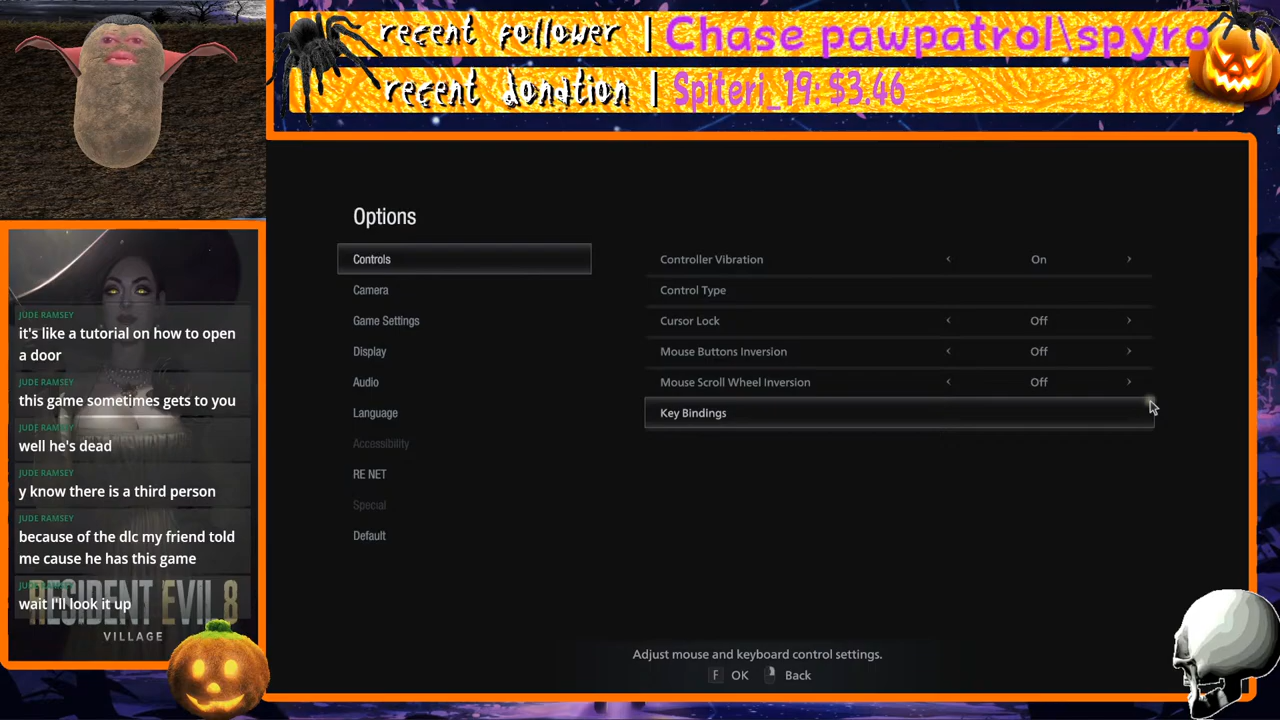 recent follower | Chase pawpatrol\spyro
recent donation | Spiteri_19: $3.46
Options
Controls
Camera
Game Settings
Display
Audio
Language
Accessibility
RE NET
Special
Default
Controller Vibration ‹ On ›
Control Type
Cursor Lock ‹ Off ›
Mouse Buttons Inversion ‹ Off ›
Mouse Scroll Wheel Inversion ‹ Off ›
Key Bindings
Adjust mouse and keyboard control settings.
F OK Back
JUDE RAMSEY
it's like a tutorial on how to open
a door
JUDE RAMSEY
this game sometimes gets to you
JUDE RAMSEY
well he's dead
JUDE RAMSEY
y know there is a third person
JUDE RAMSEY
because of the dlc my friend told
me cause he has this game
JUDE RAMSEY
wait I'll look it up
RESIDENT EVIL 8
VILLAGE